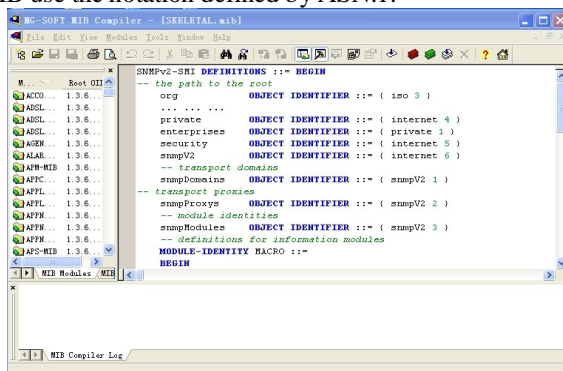 ID use the notation defined by ASN.1.
MG-SOFT MIB Compiler - [SKELETAL.mib]
File Edit View Modules Tools Window Help
M... Root OII
ACCO... 1.3.6...
ADSL... 1.3.6...
ADSL... 1.3.6...
ADSL... 1.3.6...
AGEN... 1.3.6...
ALAR... 1.3.6...
APM-MIB 1.3.6...
APPC... 1.3.6...
APPL... 1.3.6...
APPL... 1.3.6...
APPN... 1.3.6...
APPN... 1.3.6...
APPN... 1.3.6...
APS-MIB 1.3.6...
MIB Modules MIB
SNMPv2-SMI DEFINITIONS ::= BEGIN
-- the path to the root
org OBJECT IDENTIFIER ::= { iso 3 }
... ... ...
private OBJECT IDENTIFIER ::= { internet 4 }
enterprises OBJECT IDENTIFIER ::= { private 1 }
security OBJECT IDENTIFIER ::= { internet 5 }
snmpV2 OBJECT IDENTIFIER ::= { internet 6 }
-- transport domains
snmpDomains OBJECT IDENTIFIER ::= { snmpV2 1 }
-- transport proxies
snmpProxys OBJECT IDENTIFIER ::= { snmpV2 2 }
-- module identities
snmpModules OBJECT IDENTIFIER ::= { snmpV2 3 }
-- definitions for information modules
MODULE-IDENTITY MACRO ::=
BEGIN
MIB Compiler Log